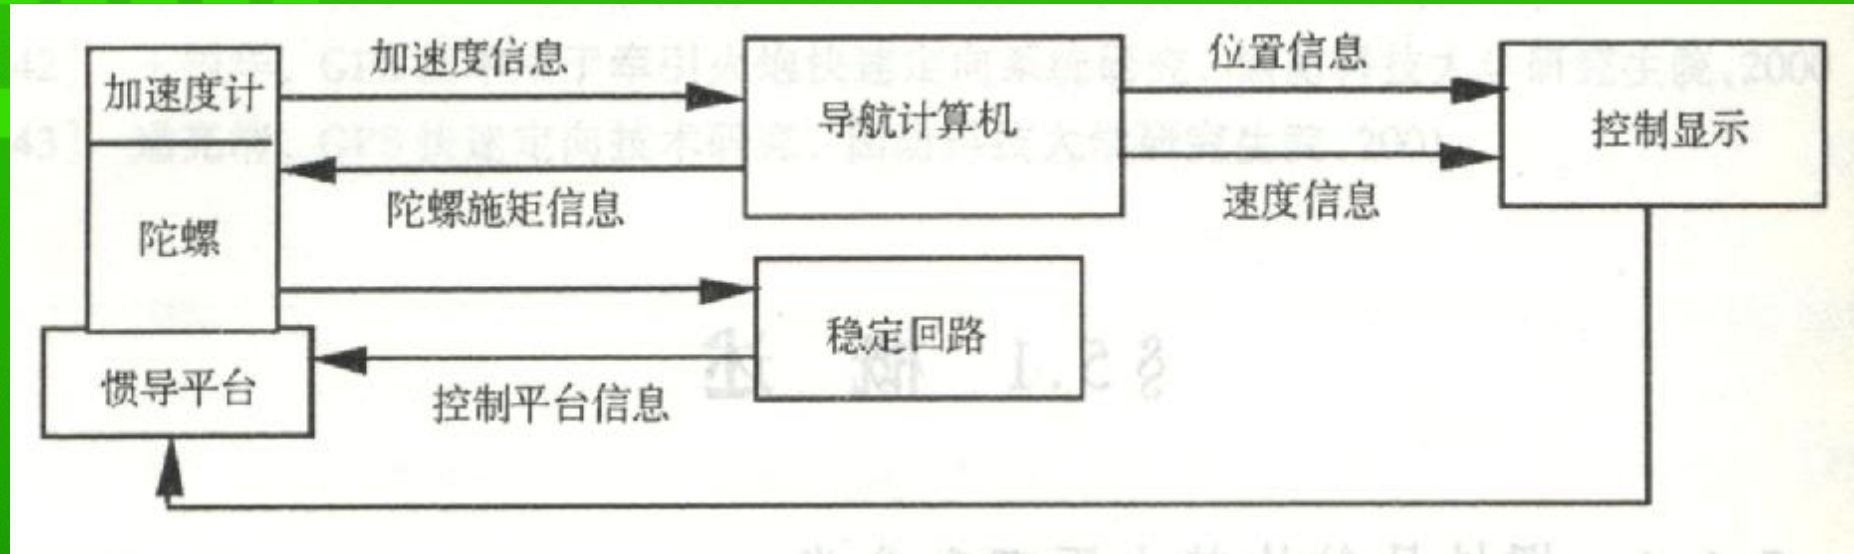 加速度信息
位置信息
加速度计
导航计算机
控制显示
陀螺施矩信息
速度信息
陀螺
稳定回路
惯导平台
控制平台信息